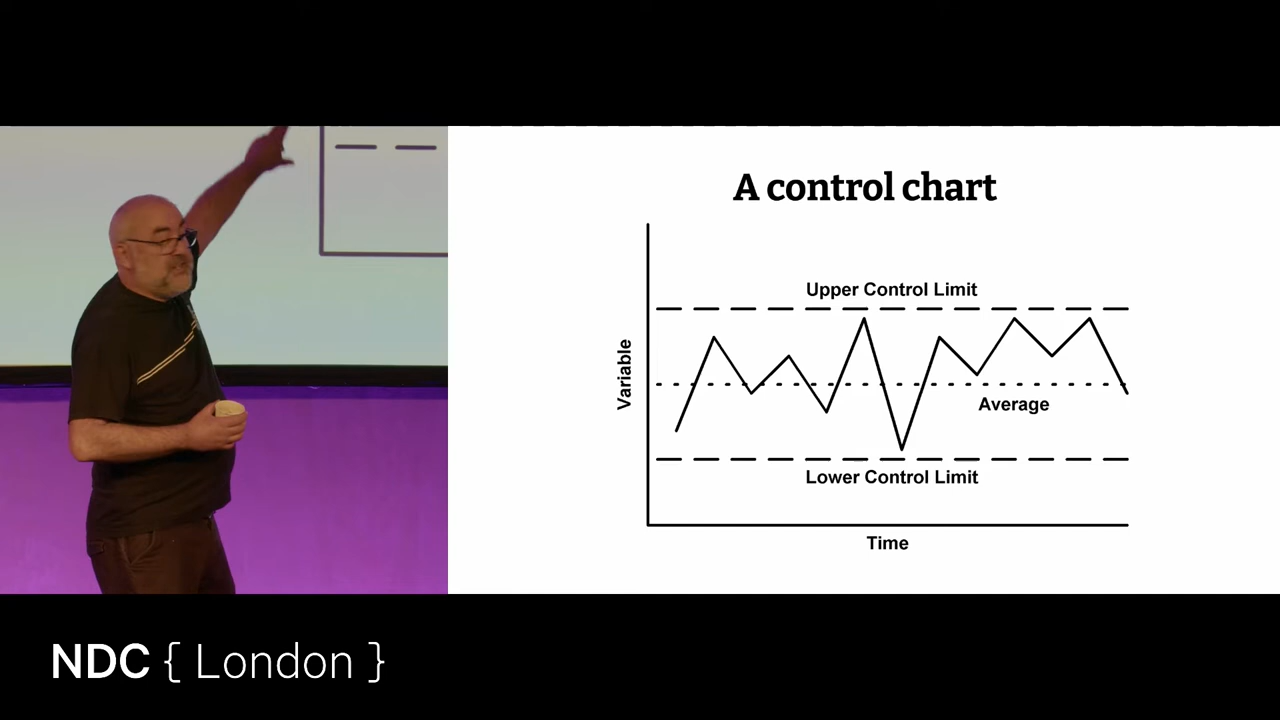 A control chart
Upper Control Limit
Variable
Average
Lower Control Limit
Time
NDC { London }